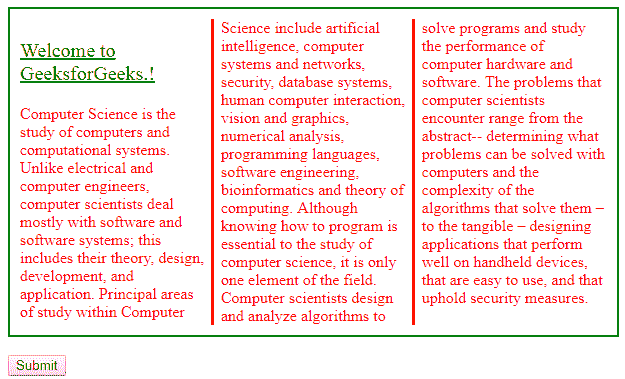 Welcome to
GeeksforGeeks.!
Computer Science is the
study of computers and
computational systems.
Unlike electrical and
computer engineers,
computer scientists deal
mostly with software and
software systems; this
includes their theory, design,
development, and
application. Principal areas
of study within Computer
Science include artificial
intelligence, computer
systems and networks,
security, database systems,
human computer interaction,
vision and graphics,
numerical analysis,
programming languages,
software engineering,
bioinformatics and theory of
computing. Although
knowing how to program is
essential to the study of
computer science, it is only
one element of the field.
Computer scientists design
and analyze algorithms to
solve programs and study
the performance of
computer hardware and
software. The problems that
computer scientists
encounter range from the
abstract-- determining what
problems can be solved with
computers and the
complexity of the
algorithms that solve them –
to the tangible – designing
applications that perform
well on handheld devices,
that are easy to use, and that
uphold security measures.
Submit